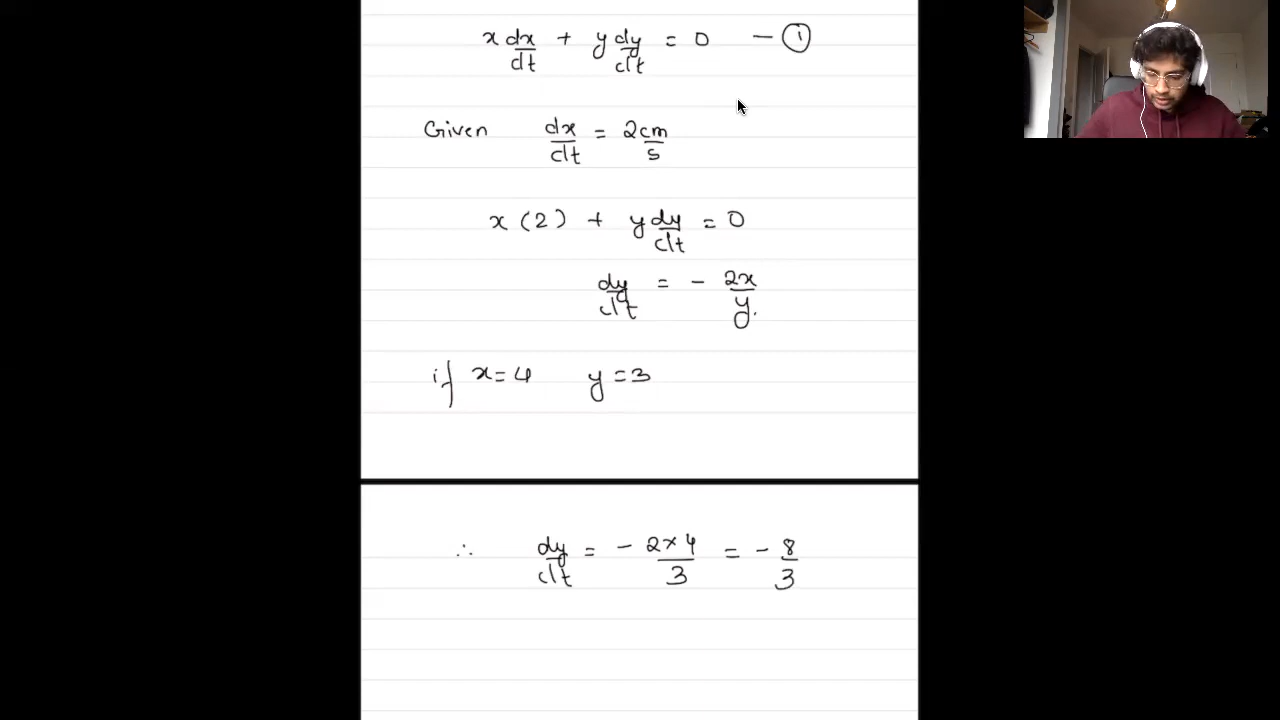 x dx/dt + y dy/dt = 0 — ①
Given dx/dt = 2cm/s
x (2) + y dy/dt = 0
dy/dt = - 2x/y.
if x=4 y=3
∴ dy/dt = - 2×4/3 = - 8/3